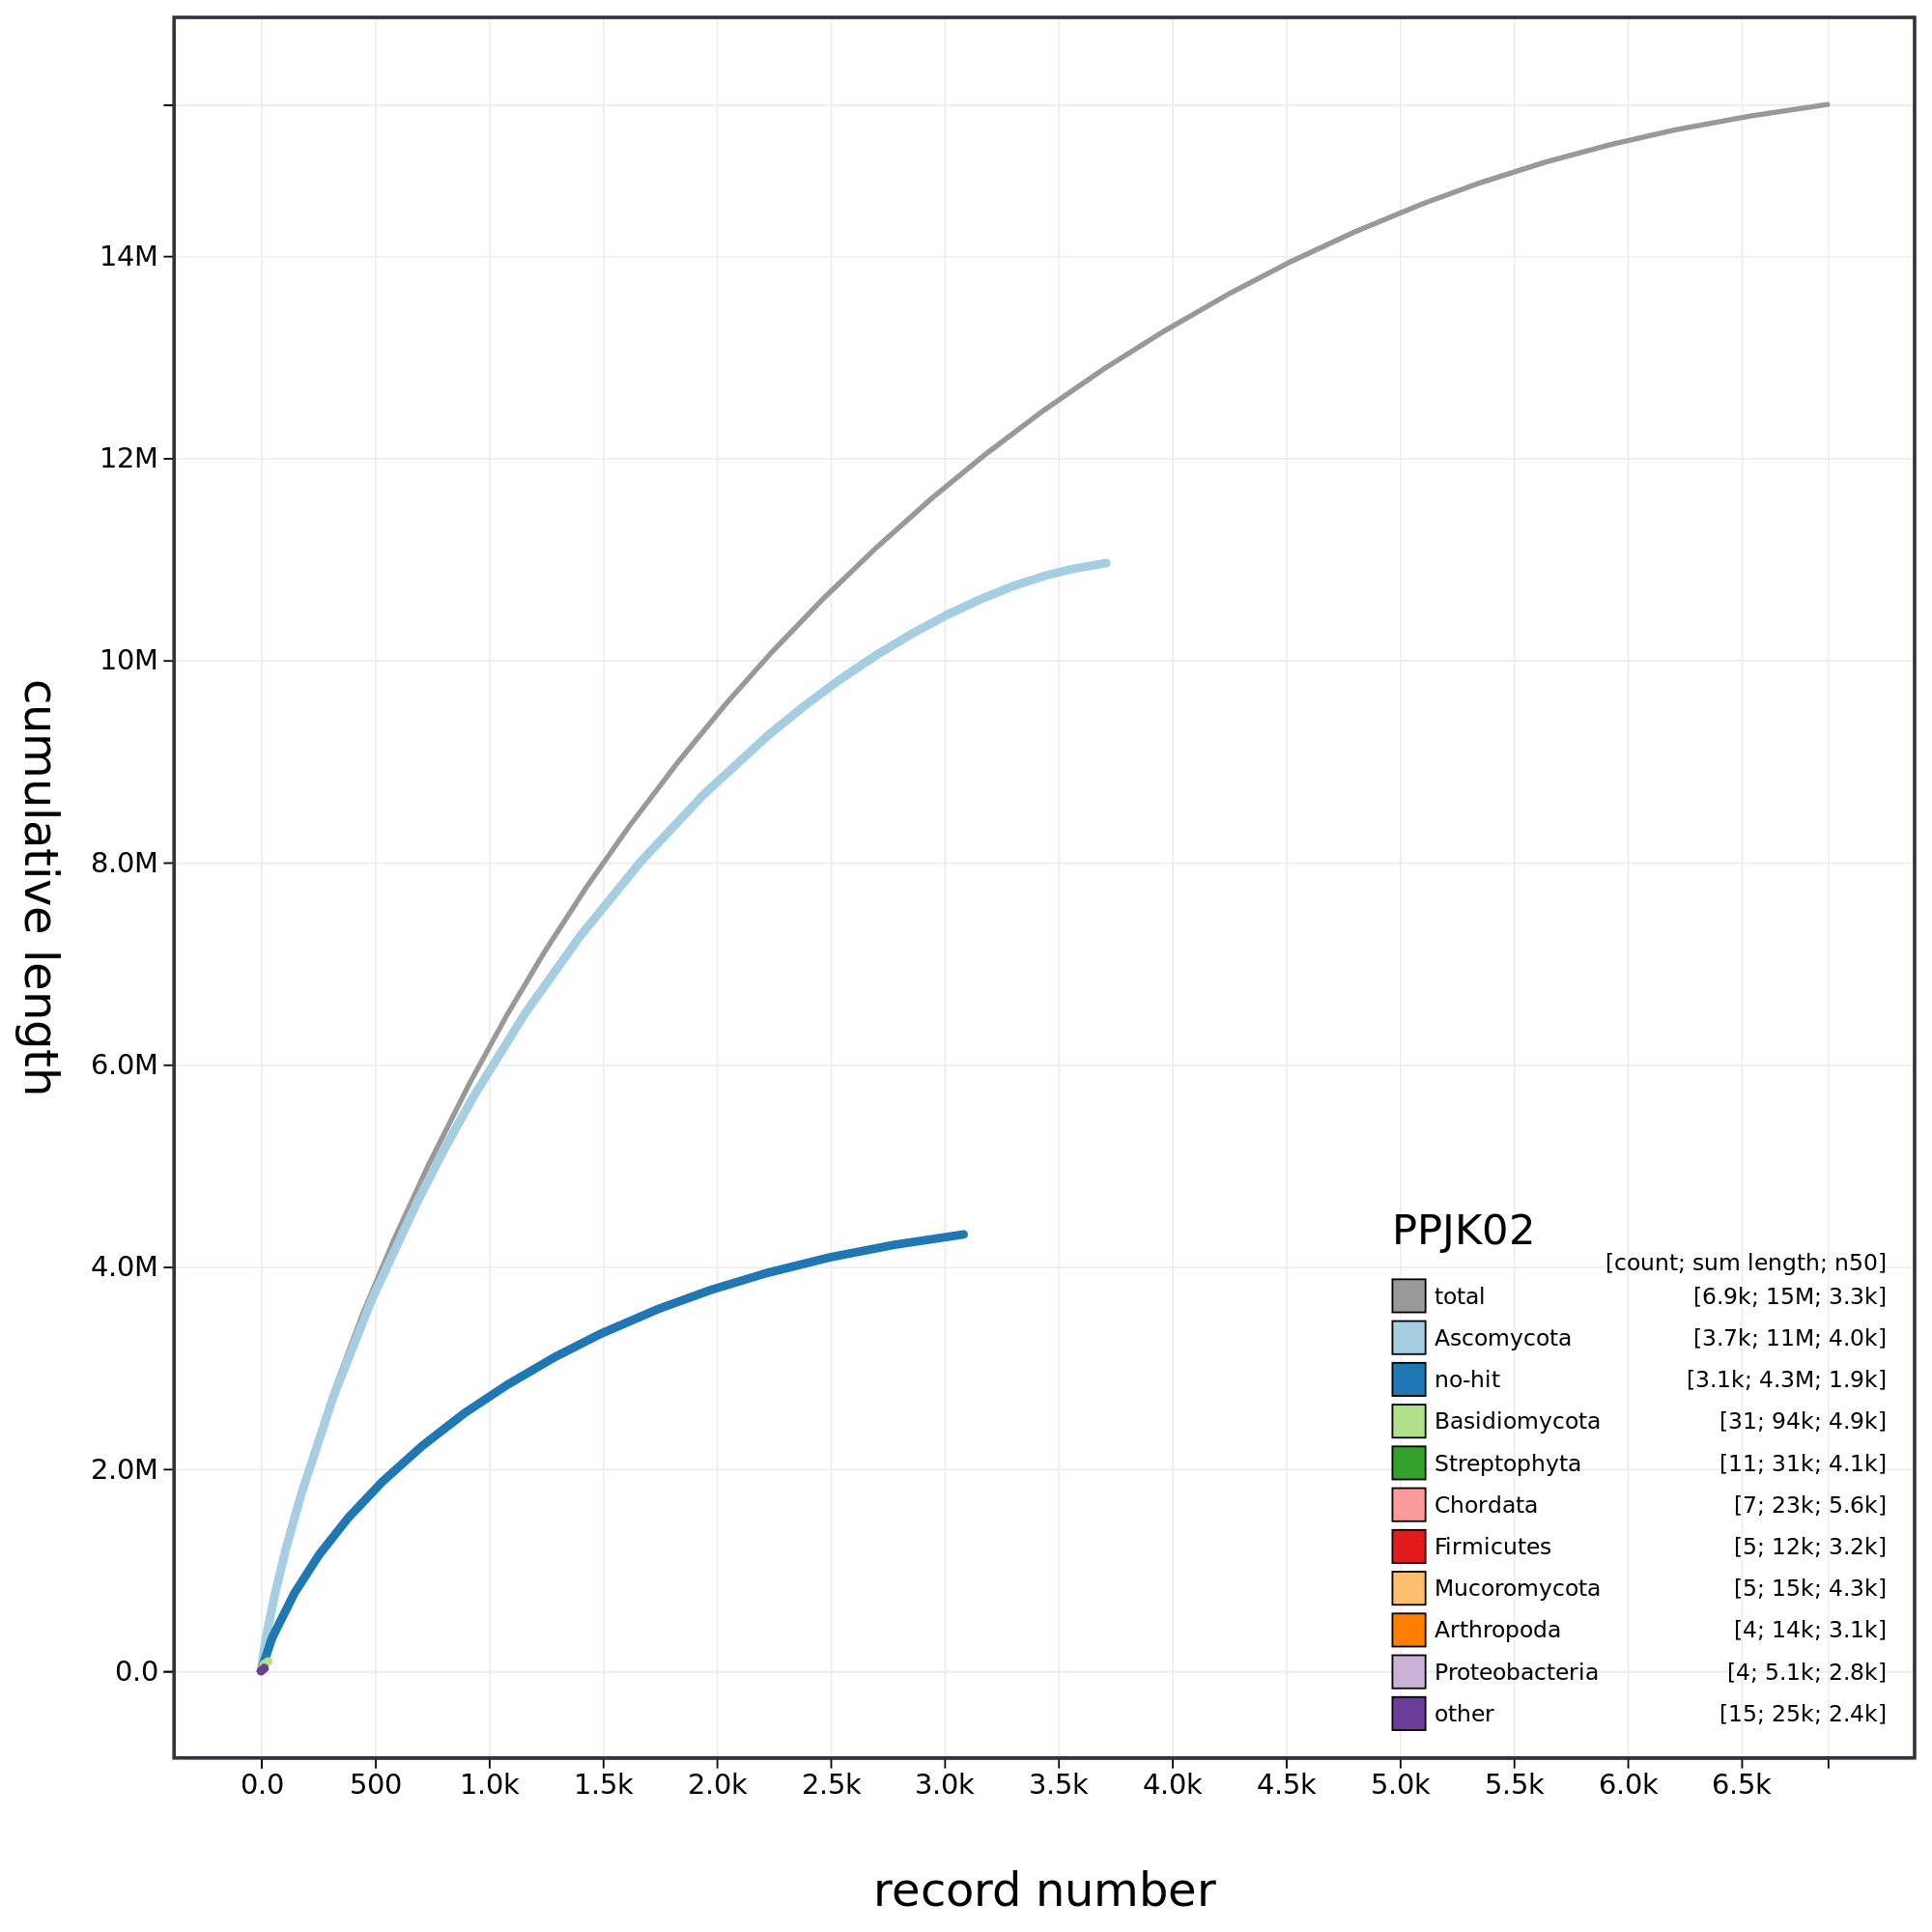 14M
12M
10M
8.0M
6.0M
4.0M
2.0M
0.0
cumulative length
PPJK02
[count; sum length; n50]
total [6.9k; 15M; 3.3k]
Ascomycota [3.7k; 11M; 4.0k]
no-hit [3.1k; 4.3M; 1.9k]
Basidiomycota [31; 94k; 4.9k]
Streptophyta [11; 31k; 4.1k]
Chordata [7; 23k; 5.6k]
Firmicutes [5; 12k; 3.2k]
Mucoromycota [5; 15k; 4.3k]
Arthropoda [4; 14k; 3.1k]
Proteobacteria [4; 5.1k; 2.8k]
other [15; 25k; 2.4k]
0.0 500 1.0k 1.5k 2.0k 2.5k 3.0k 3.5k 4.0k 4.5k 5.0k 5.5k 6.0k 6.5k
record number